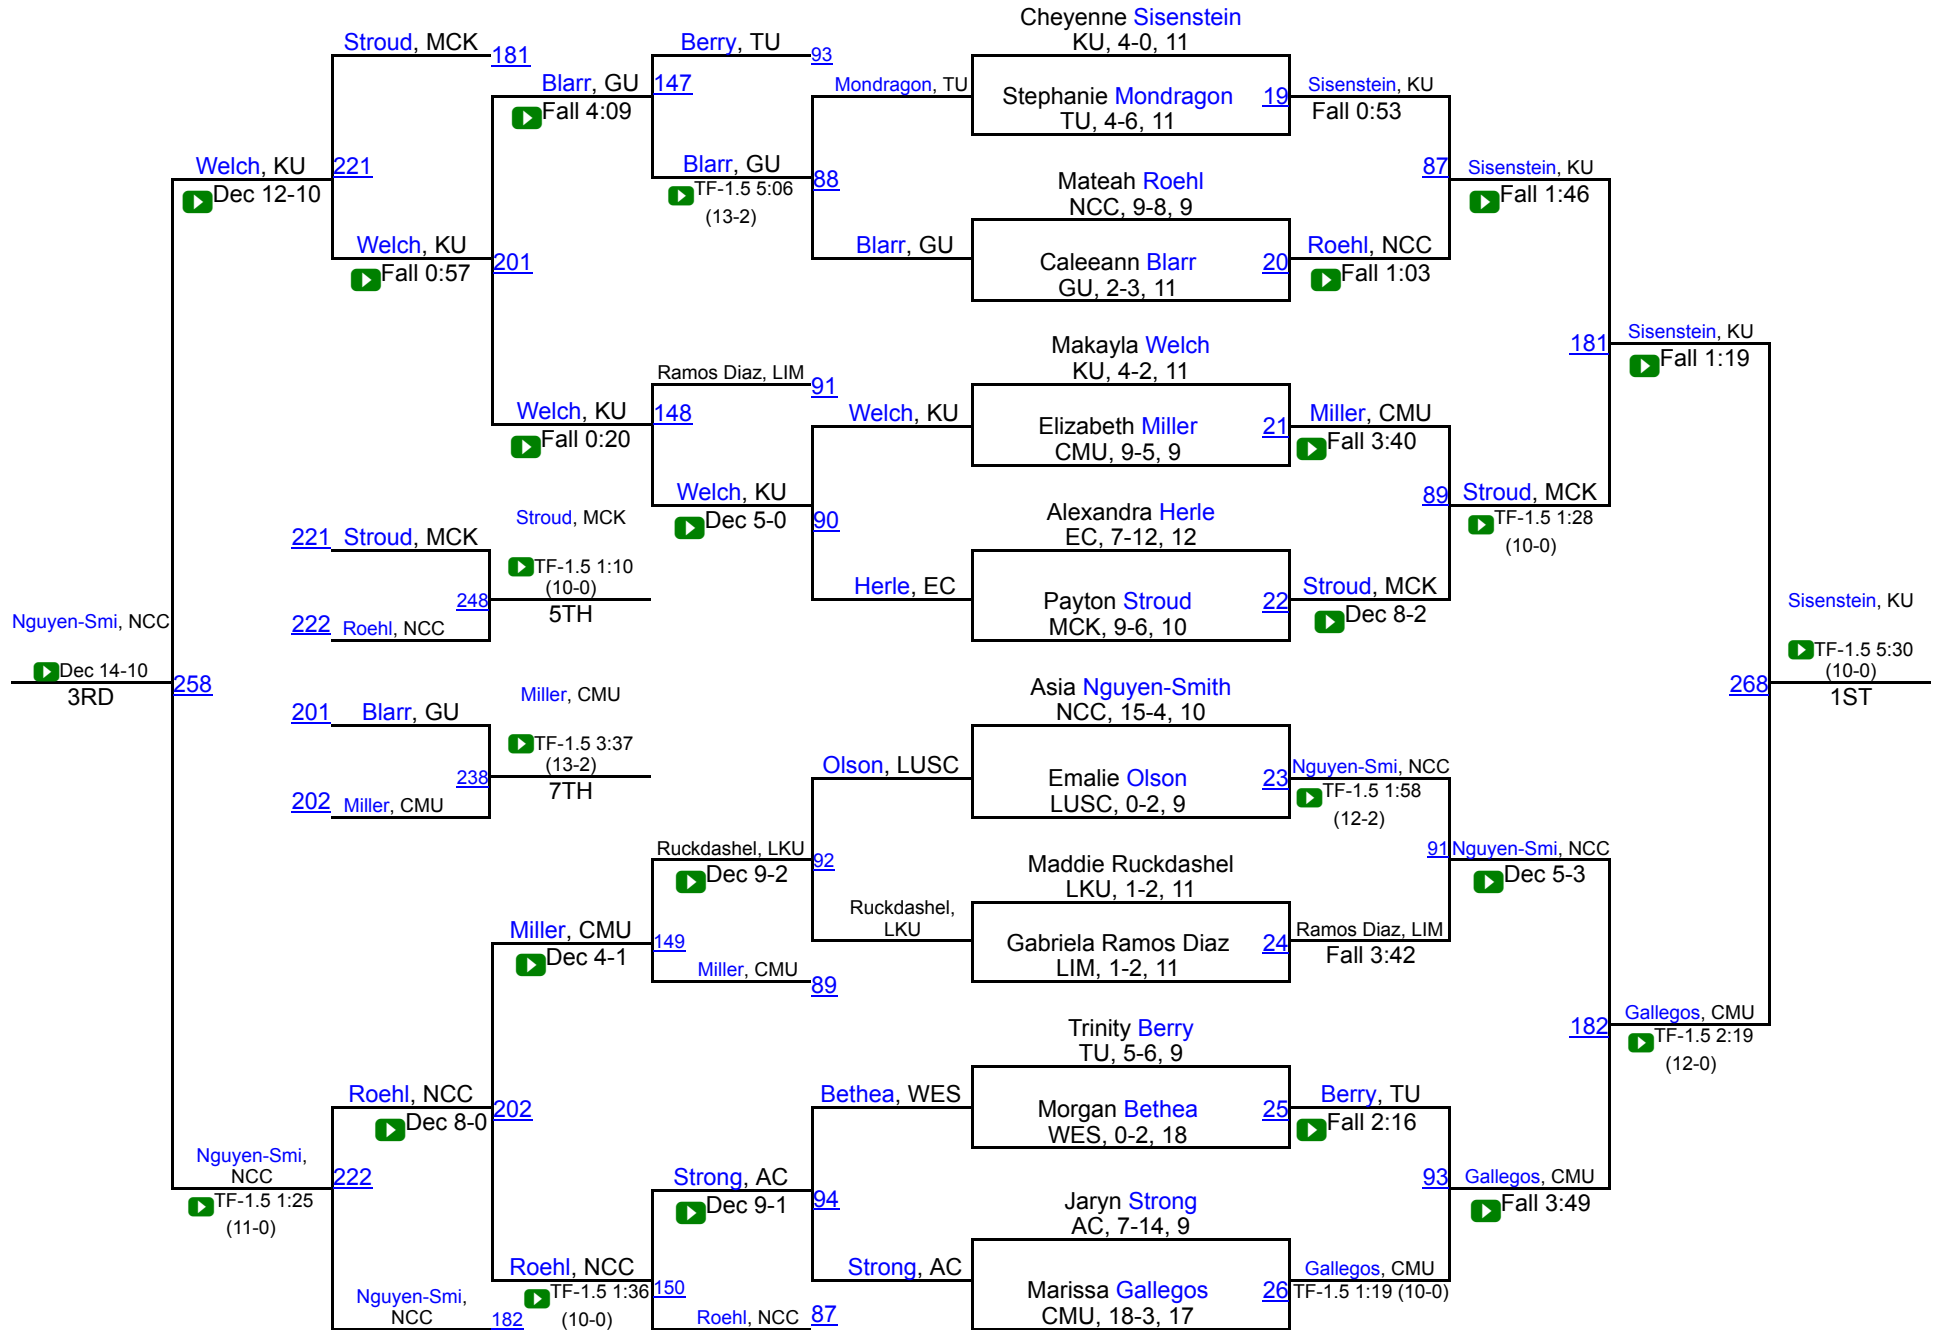 Cheyenne Sisenstein
KU, 4-0, 11
Stroud, MCK
181
Berry, TU
93
Blarr, GU
147
Fall 4:09
Mondragon, TU
Stephanie Mondragon
TU, 4-6, 11
19
Sisenstein, KU
Fall 0:53
Welch, KU
221
Dec 12-10
Blarr, GU
88
TF-1.5 5:06
(13-2)
Mateah Roehl
NCC, 9-8, 9
87
Sisenstein, KU
Fall 1:46
Welch, KU
201
Fall 0:57
Blarr, GU
Caleeann Blarr
GU, 2-3, 11
20
Roehl, NCC
Fall 1:03
Makayla Welch
KU, 4-2, 11
181
Sisenstein, KU
Fall 1:19
Ramos Diaz, LIM
91
Welch, KU
148
Fall 0:20
Welch, KU
Elizabeth Miller
CMU, 9-5, 9
21
Miller, CMU
Fall 3:40
Welch, KU
90
Dec 5-0
Alexandra Herle
EC, 7-12, 12
89
Stroud, MCK
TF-1.5 1:28
(10-0)
Stroud, MCK
221
Stroud, MCK
TF-1.5 1:10
(10-0)
248
5TH
222
Roehl, NCC
Herle, EC
Payton Stroud
MCK, 9-6, 10
22
Stroud, MCK
Dec 8-2
Nguyen-Smi, NCC
Dec 14-10
258
3RD
Sisenstein, KU
TF-1.5 5:30
(10-0)
268
1ST
Miller, CMU
201
Blarr, GU
TF-1.5 3:37
(13-2)
238
7TH
202
Miller, CMU
Asia Nguyen-Smith
NCC, 15-4, 10
Olson, LUSC
Emalie Olson
LUSC, 0-2, 9
23
Nguyen-Smi, NCC
TF-1.5 1:58
(12-2)
Ruckdashel, LKU
92
Dec 9-2
Maddie Ruckdashel
LKU, 1-2, 11
91
Nguyen-Smi, NCC
Dec 5-3
Miller, CMU
149
Dec 4-1
Ruckdashel,
LKU
Gabriela Ramos Diaz
LIM, 1-2, 11
24
Ramos Diaz, LIM
Fall 3:42
Miller, CMU
89
Trinity Berry
TU, 5-6, 9
182
Gallegos, CMU
TF-1.5 2:19
(12-0)
Roehl, NCC
202
Dec 8-0
Bethea, WES
Morgan Bethea
WES, 0-2, 18
25
Berry, TU
Fall 2:16
Nguyen-Smi,
NCC
222
TF-1.5 1:25
(11-0)
Strong, AC
94
Dec 9-1
Jaryn Strong
AC, 7-14, 9
93
Gallegos, CMU
Fall 3:49
Roehl, NCC
150
TF-1.5 1:36
(10-0)
Strong, AC
Marissa Gallegos
CMU, 18-3, 17
26
Gallegos, CMU
TF-1.5 1:19 (10-0)
Nguyen-Smi,
NCC
182
Roehl, NCC
87